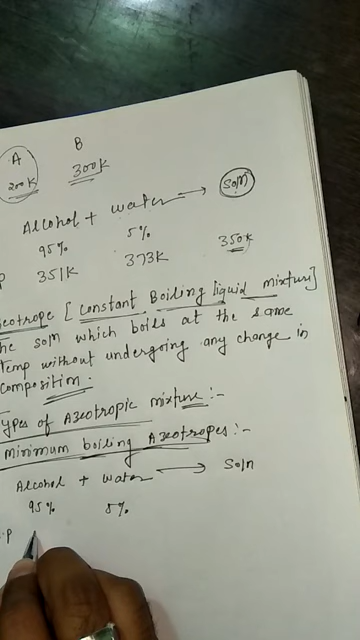 A B
200K 300K
Alcohol + water → Soln
95% 5%
p 351K 373K 350K
eotrope [Constant Boiling liquid mixture]
he soln which boils at the same
temp without undergoing any change in
composition.
Types of Azeotropic mixture:-
Minimum boiling Azeotropes:-
Alcohol + water → Soln
95% 5%
.p